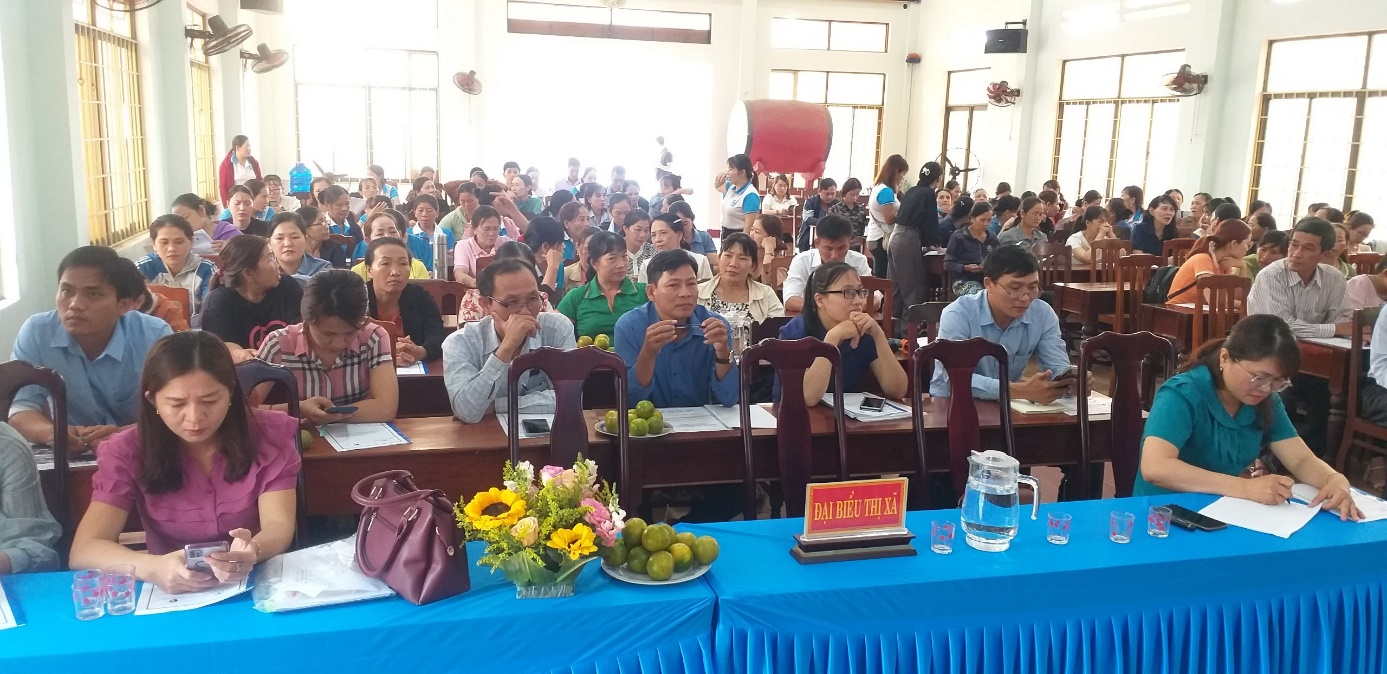 ĐẠI BIỂU THỊ XÃ